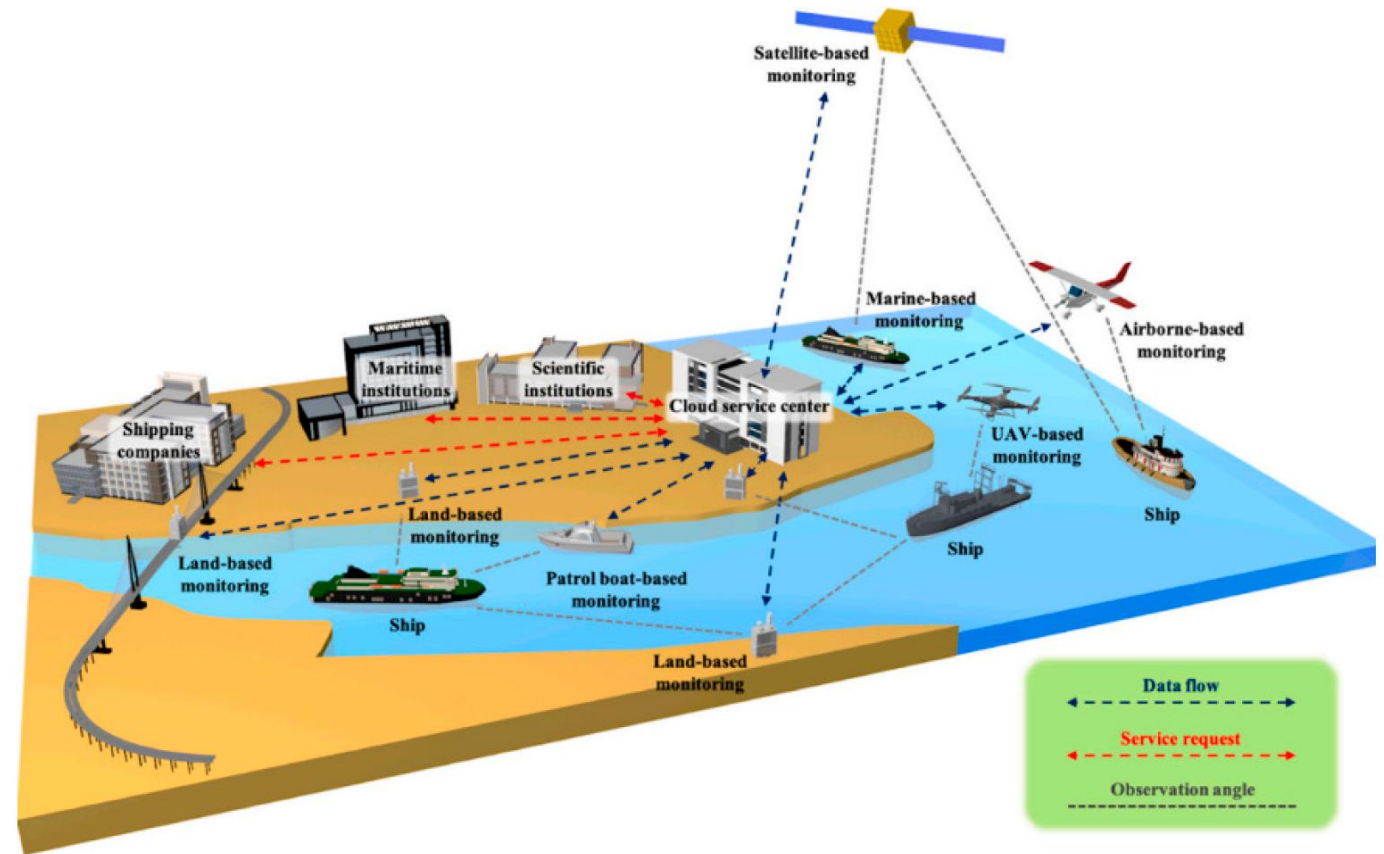 Satellite-based
monitoring
Marine-based
monitoring
Airborne-based
monitoring
Maritime
institutions
Scientific
institutions
Cloud service center
Shipping
companies
UAV-based
monitoring
Land-based
monitoring
Ship
Ship
Land-based
monitoring
Patrol boat-based
monitoring
Ship
Land-based
monitoring
Data flow
Service request
Observation angle